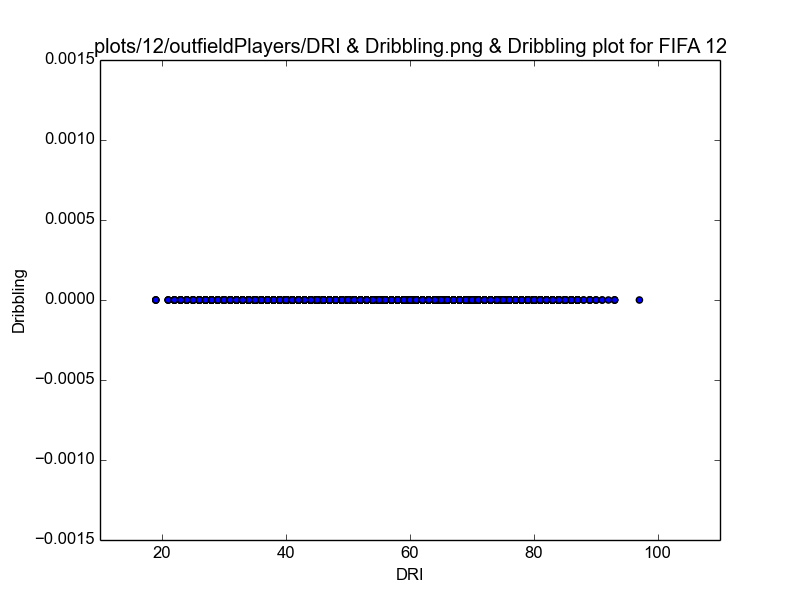 plots/12/outfieldPlayers/DRI & Dribbling.png & Dribbling plot for FIFA 12
0.0015
0.0010
0.0005
0.0000
−0.0005
−0.0010
−0.0015
Dribbling
20 40 60 80 100
DRI